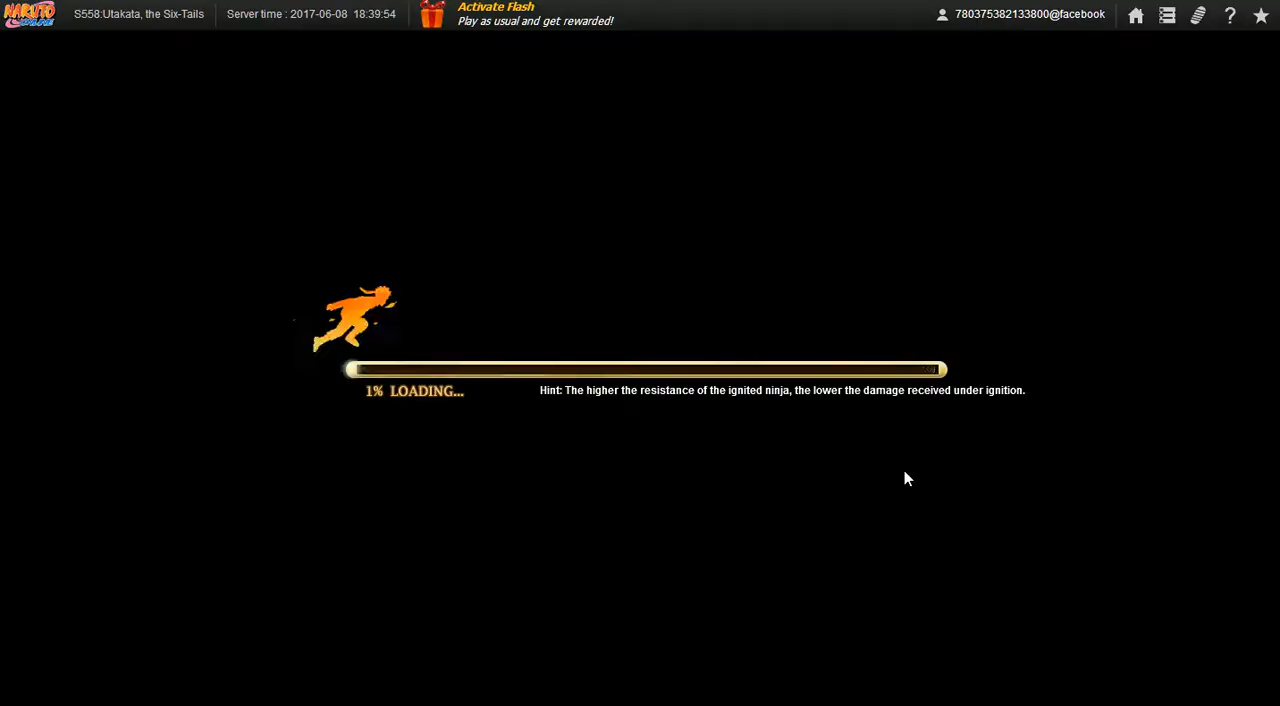 NARUTO ONLINE
S558:Utakata, the Six-Tails
Server time : 2017-06-08 18:39:54
Activate Flash
Play as usual and get rewarded!
780375382133800@facebook
?
1% LOADING...
Hint: The higher the resistance of the ignited ninja, the lower the damage received under ignition.